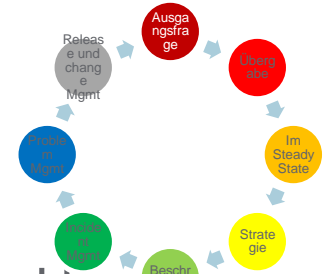 Ausga
ngsfra
ge
Überg
abe
Im
Steady
State
Strate
gie
Beschr
Incide
nt
Mgmt
Proble
m
Mgmt
Releas
e und
chang
e
Mgmt